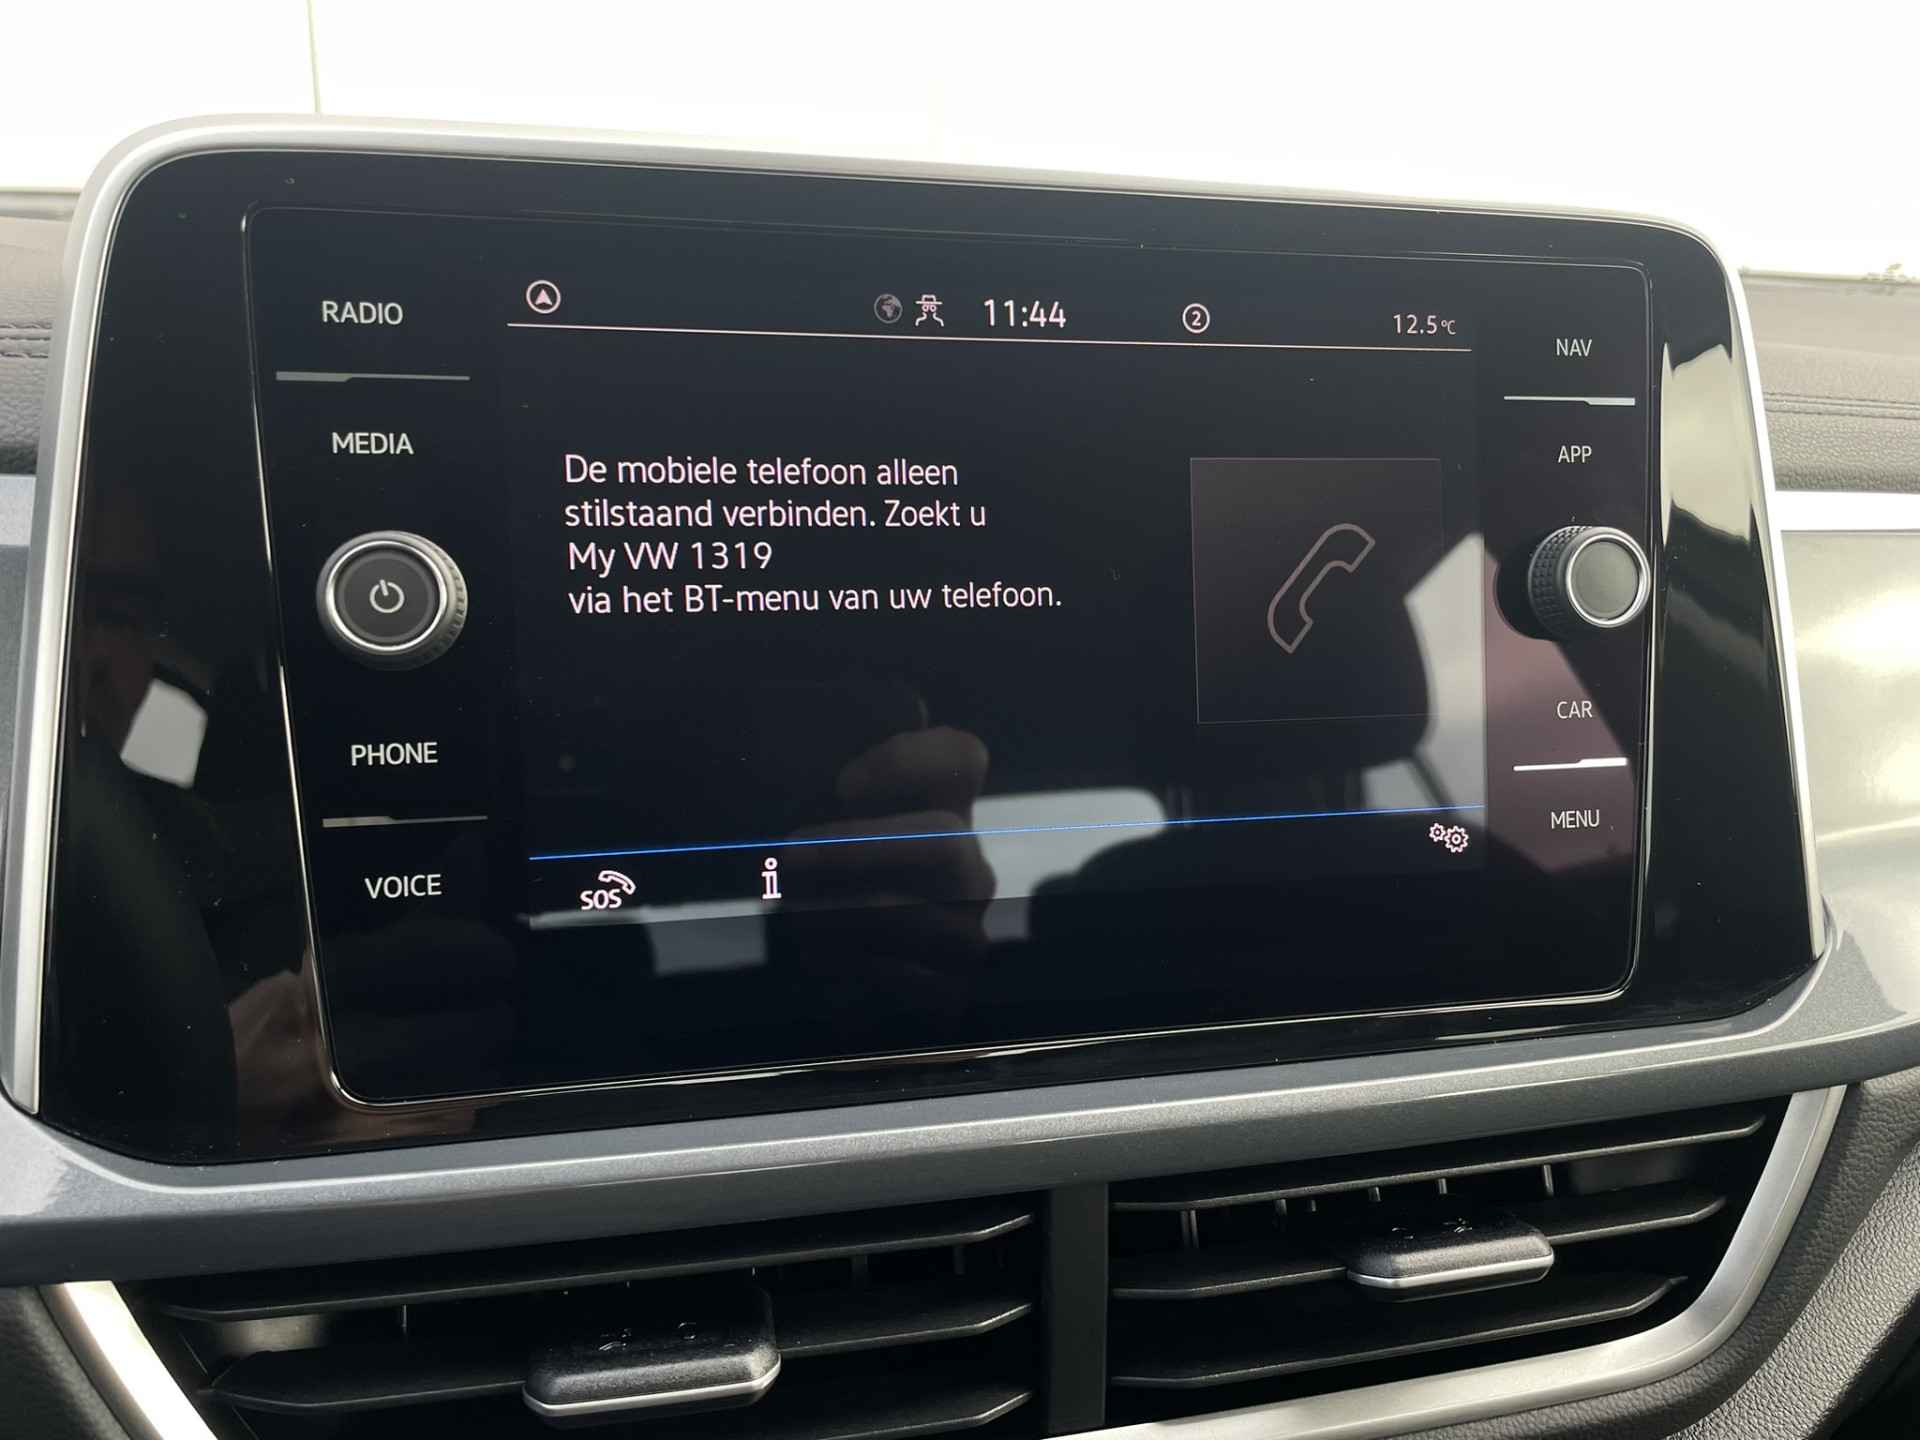 RADIO
MEDIA
PHONE
VOICE
11:44
2
12.5°C
De mobiele telefoon alleen
stilstaand verbinden. Zoekt u
My VW 1319
via het BT-menu van uw telefoon.
SOS
i
NAV
APP
CAR
MENU